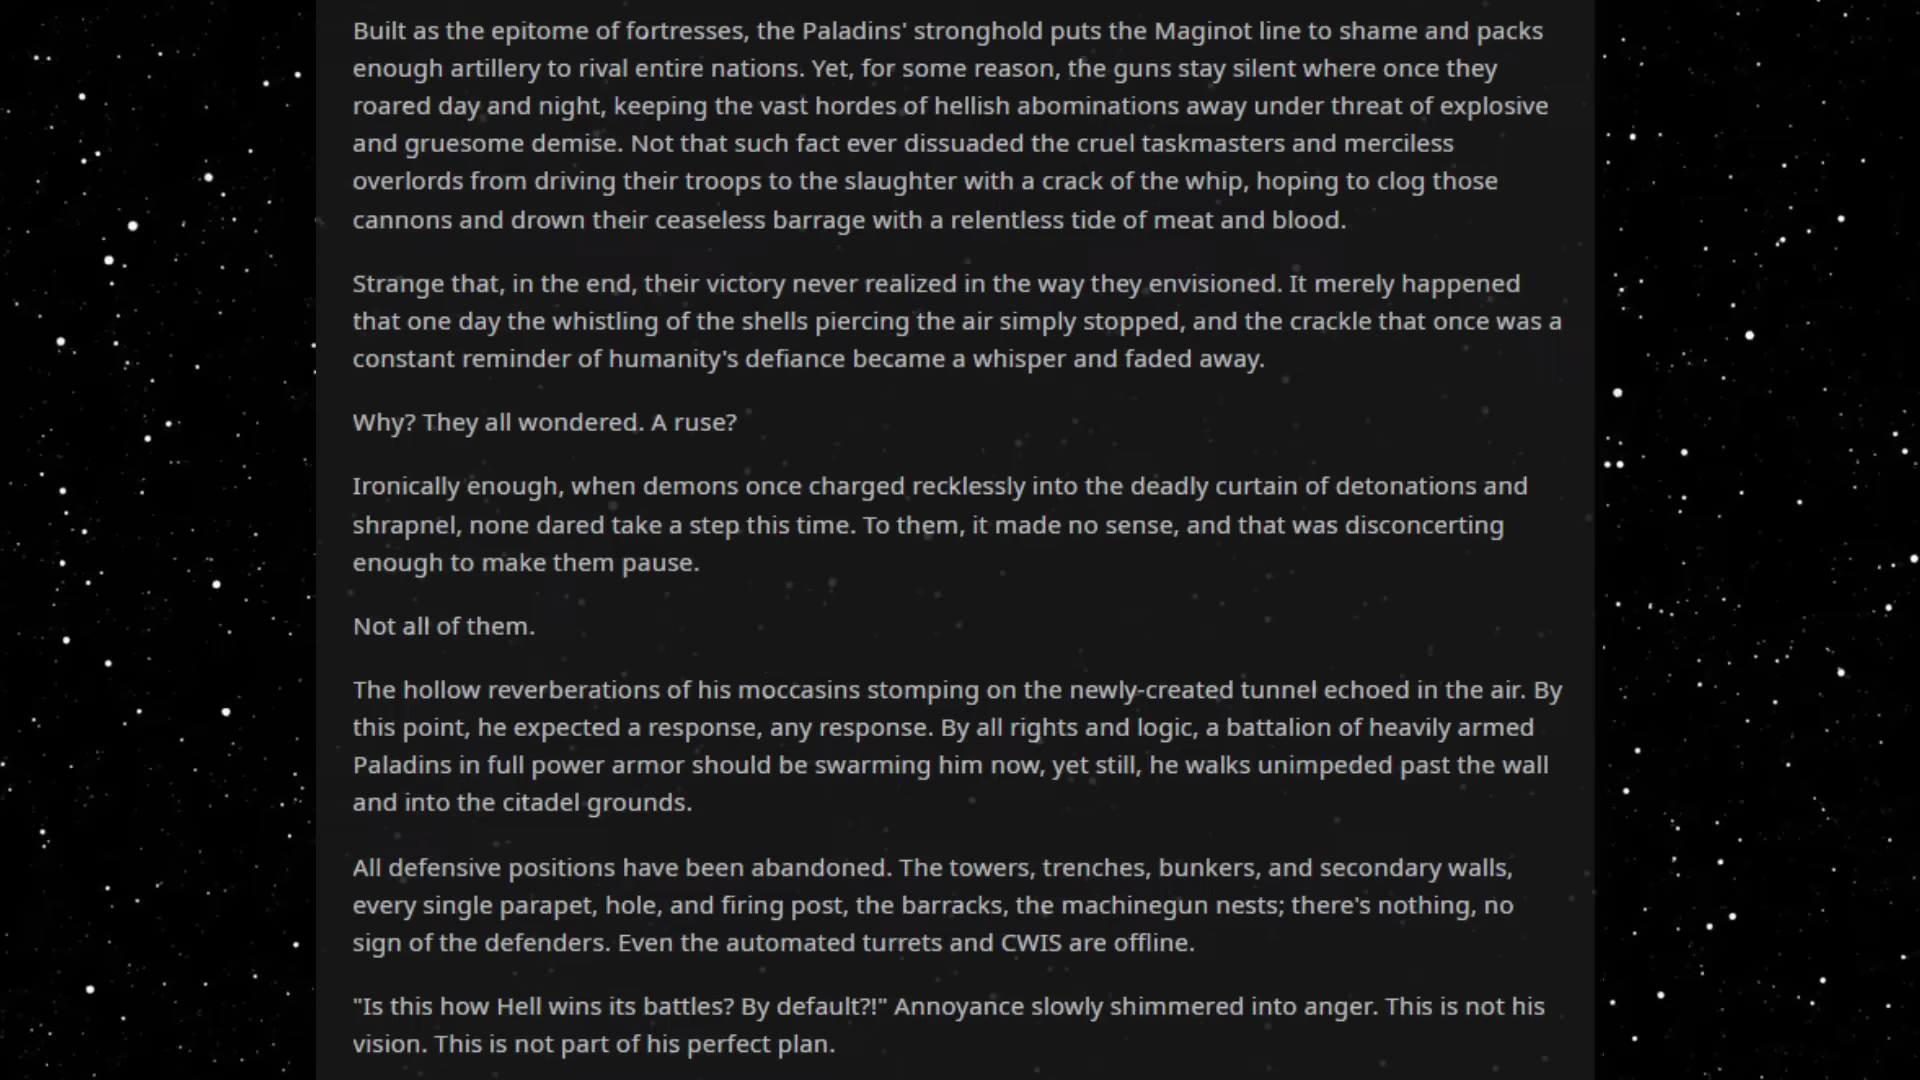 Built as the epitome of fortresses, the Paladins' stronghold puts the Maginot line to shame and packs
enough artillery to rival entire nations. Yet, for some reason, the guns stay silent where once they
roared day and night, keeping the vast hordes of hellish abominations away under threat of explosive
and gruesome demise. Not that such fact ever dissuaded the cruel taskmasters and merciless
overlords from driving their troops to the slaughter with a crack of the whip, hoping to clog those
cannons and drown their ceaseless barrage with a relentless tide of meat and blood.
Strange that, in the end, their victory never realized in the way they envisioned. It merely happened
that one day the whistling of the shells piercing the air simply stopped, and the crackle that once was a
constant reminder of humanity's defiance became a whisper and faded away.
Why? They all wondered. A ruse?
Ironically enough, when demons once charged recklessly into the deadly curtain of detonations and
shrapnel, none dared take a step this time. To them, it made no sense, and that was disconcerting
enough to make them pause.
Not all of them.
The hollow reverberations of his moccasins stomping on the newly-created tunnel echoed in the air. By
this point, he expected a response, any response. By all rights and logic, a battalion of heavily armed
Paladins in full power armor should be swarming him now, yet still, he walks unimpeded past the wall
and into the citadel grounds.
All defensive positions have been abandoned. The towers, trenches, bunkers, and secondary walls,
every single parapet, hole, and firing post, the barracks, the machinegun nests; there's nothing, no
sign of the defenders. Even the automated turrets and CWIS are offline.
"Is this how Hell wins its battles? By default?!" Annoyance slowly shimmered into anger. This is not his
vision. This is not part of his perfect plan.